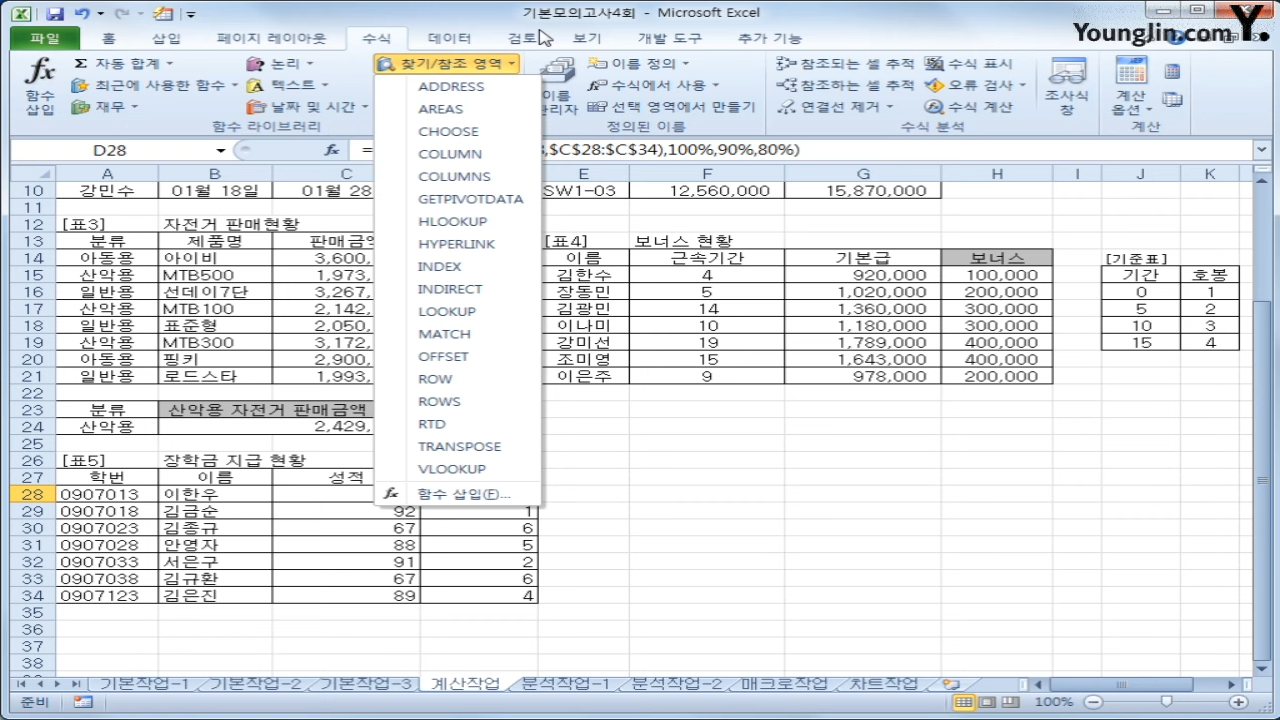 기본모의고사4회 - Microsoft Excel
Younglin.com Y.
파일 홈 삽입 페이지 레이아웃 수식 데이터 검토 보기 개발 도구 추가 기능
fx 함수 삽입
Σ 자동 합계 논리 찾기/참조 영역 이름 정의 참조되는 셀 추적 수식 표시
최근에 사용한 함수 텍스트 수식에서 사용 참조하는 셀 추적 오류 검사
재무 날짜 및 시간 선택 영역에서 만들기 연결선 제거 수식 계산
이름 관리자 조사식 창 계산 옵션
함수 라이브러리 정의된 이름 수식 분석 계산
ADDRESS
AREAS
CHOOSE
COLUMN
COLUMNS
GETPIVOTDATA
HLOOKUP
HYPERLINK
INDEX
INDIRECT
LOOKUP
MATCH
OFFSET
ROW
ROWS
RTD
TRANSPOSE
VLOOKUP
fx 함수 삽입(F)...
D28 fx = ,$C$28:$C$34),100%,90%,80%)
A B C E F G H I J K
10 강민수 01월 18일 01월 28 SW1-03 12,560,000 15,870,000
11
12 [표3] 자전거 판매현황
13 분류 제품명 판매금액 [표4] 보너스 현황
14 아동용 아이비 3,600, 이름 근속기간 기본급 보너스 [기준표]
15 산악용 MTB500 1,973, 김한수 4 920,000 100,000 기간 호봉
16 일반용 선데이7단 3,267, 장동민 5 1,020,000 200,000 0 1
17 산악용 MTB100 2,142, 김광민 14 1,360,000 300,000 5 2
18 일반용 표준형 2,050, 이나미 10 1,180,000 300,000 10 3
19 산악용 MTB300 3,172, 강미선 19 1,789,000 400,000 15 4
20 아동용 핑키 2,900, 조미영 15 1,643,000 400,000
21 일반용 로드스타 1,993, 이은주 9 978,000 200,000
22
23 분류 산악용 자전거 판매금액
24 산악용 2,429,
25
26 [표5] 장학금 지급 현황
27 학번 이름 성적
28 0907013 이한우
29 0907018 김금순 92 1
30 0907023 김종규 67 6
31 0907028 안영자 88 5
32 0907033 서은구 91 2
33 0907038 김규환 67 6
34 0907123 김은진 89 4
35
36
37
38
기본작업-1 기본작업-2 기본작업-3 계산작업 분석작업-1 분석작업-2 매크로작업 차트작업
준비 100%